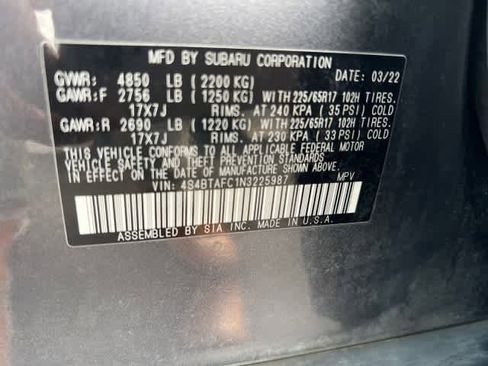 MFD BY SUBARU CORPORATION
DATE: 03/22
GVWR: 4850 LB (2200 KG)
GAWR:F 2756 LB (1250 KG) WITH 225/65R17 102H TIRES.
17X7J RIMS. AT 240 KPA (35 PSI) COLD
GAWR:R 2690 LB (1220 KG) WITH 225/65R17 102H TIRES.
17X7J RIMS. AT 230 KPA (33 PSI) COLD
THIS VEHICLE CONFORMS TO ALL APPLICABLE FEDERAL MOTOR
VEHICLE SAFETY AND THEFT PREVENTION STANDARDS IN EFFECT ON THE DATE OF MANUFACTURE SHOWN ABOVE.
VIN: 4S4BTAFC1N3225987 MPV
ASSEMBLED BY SIA INC. MADE IN U.S.A.